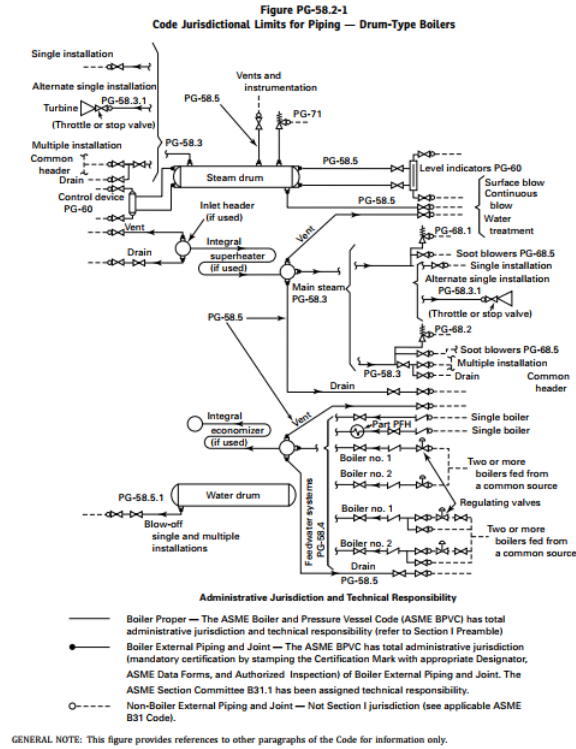 Figure PG-58.2-1
Code Jurisdictional Limits for Piping — Drum-Type Boilers
Single installation
Alternate single installation
PG-58.3.1
Turbine
(Throttle or stop valve)
Multiple installation
Common
header
Drain
Control device
PG-60
PG-58.3
PG-58.5
Vents and
instrumentation
PG-71
Steam drum
PG-58.5
Level indicators PG-60
PG-58.5
Surface blow
Continuous
blow
Water
treatment
Vent
Drain
Inlet header
(if used)
Integral
superheater
(if used)
Vent
Main steam
PG-58.3
PG-68.1
Soot blowers PG-68.5
Single installation
Alternate single installation
PG-58.3.1
(Throttle or stop valve)
PG-68.2
Soot blowers PG-68.5
Multiple installation
PG-58.3
Drain
Common
header
PG-58.5
Drain
Integral
economizer
(if used)
Vent
Single boiler
Part PFH
Single boiler
Boiler no. 1
Boiler no. 2
Two or more
boilers fed from
a common source
Regulating valves
Boiler no. 1
Boiler no. 2
Two or more
boilers fed from
a common source
Feedwater systems
PG-58.4
Drain
PG-58.5
Water drum
PG-58.5.1
Blow-off
single and multiple
installations
Administrative Jurisdiction and Technical Responsibility
Boiler Proper — The ASME Boiler and Pressure Vessel Code (ASME BPVC) has total
administrative jurisdiction and technical responsibility (refer to Section I Preamble)
Boiler External Piping and Joint — The ASME BPVC has total administrative jurisdiction
(mandatory certification by stamping the Certification Mark with appropriate Designator,
ASME Data Forms, and Authorized Inspection) of Boiler External Piping and Joint. The
ASME Section Committee B31.1 has been assigned technical responsibility.
Non-Boiler External Piping and Joint — Not Section I jurisdiction (see applicable ASME
B31 Code).
GENERAL NOTE: This figure provides references to other paragraphs of the Code for information only.